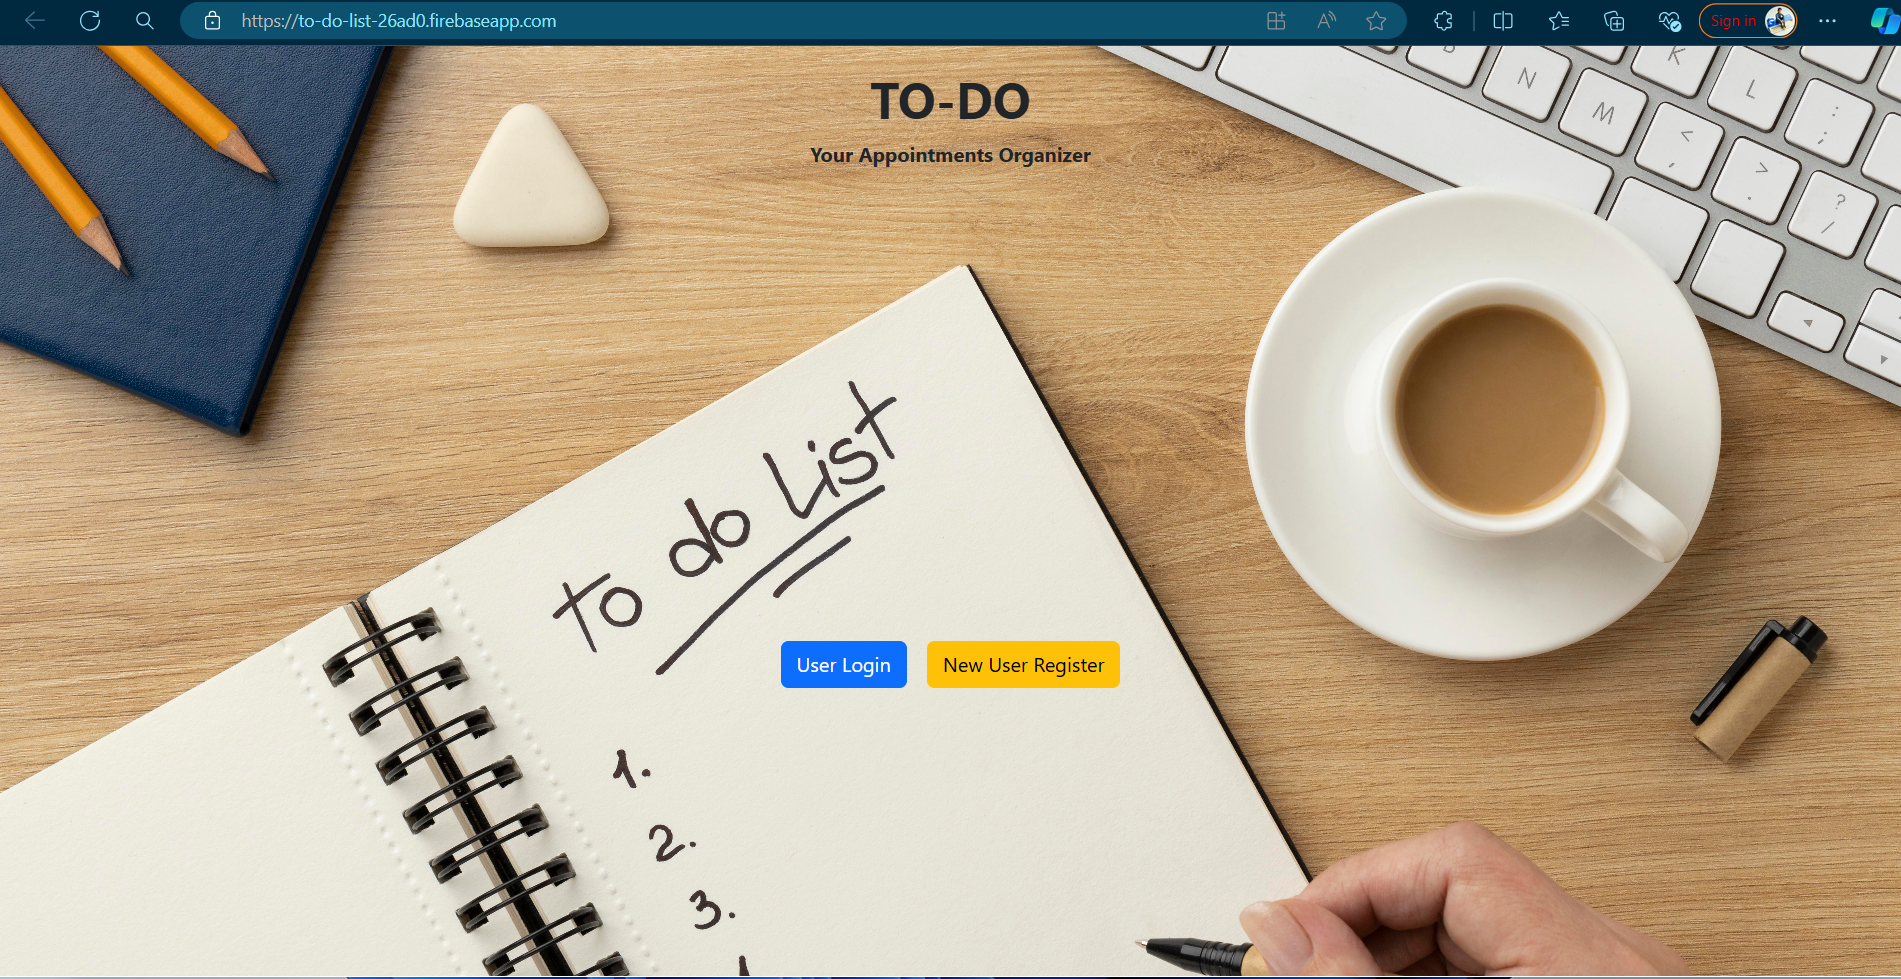 https://to-do-list-26ad0.firebaseapp.com
Sign in
TO-DO
Your Appointments Organizer
B
N
M
K
L
<
,
>
.
:
;
?
/
to do list
User Login
New User Register
1.
2.
3.